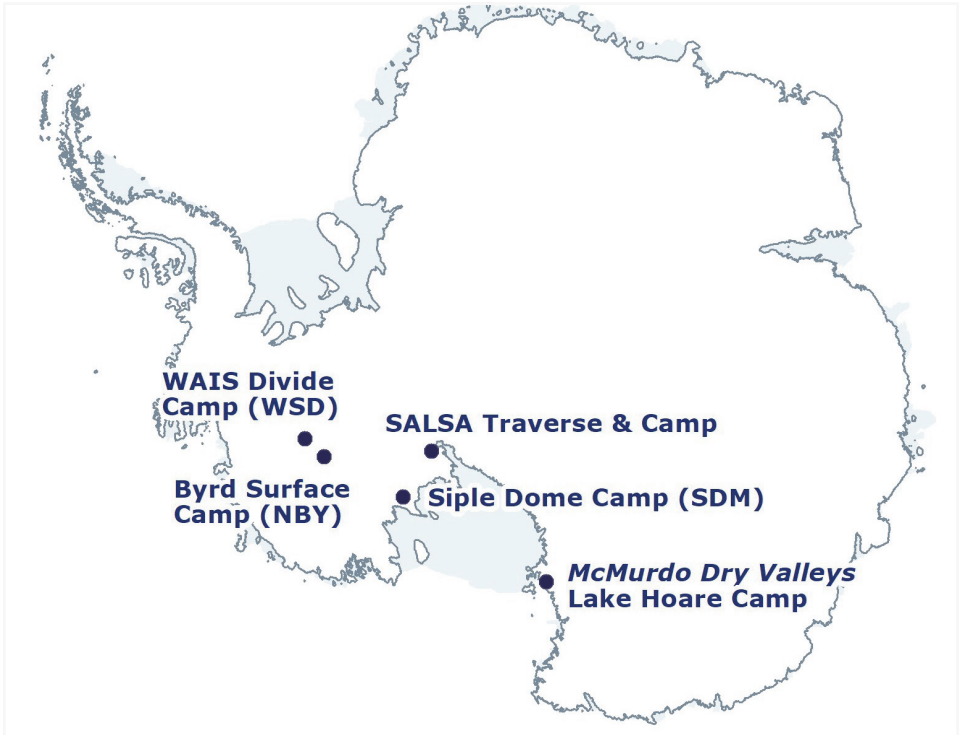 WAIS Divide
Camp (WSD)
SALSA Traverse & Camp
Byrd Surface
Camp (NBY)
Siple Dome Camp (SDM)
McMurdo Dry Valleys
Lake Hoare Camp